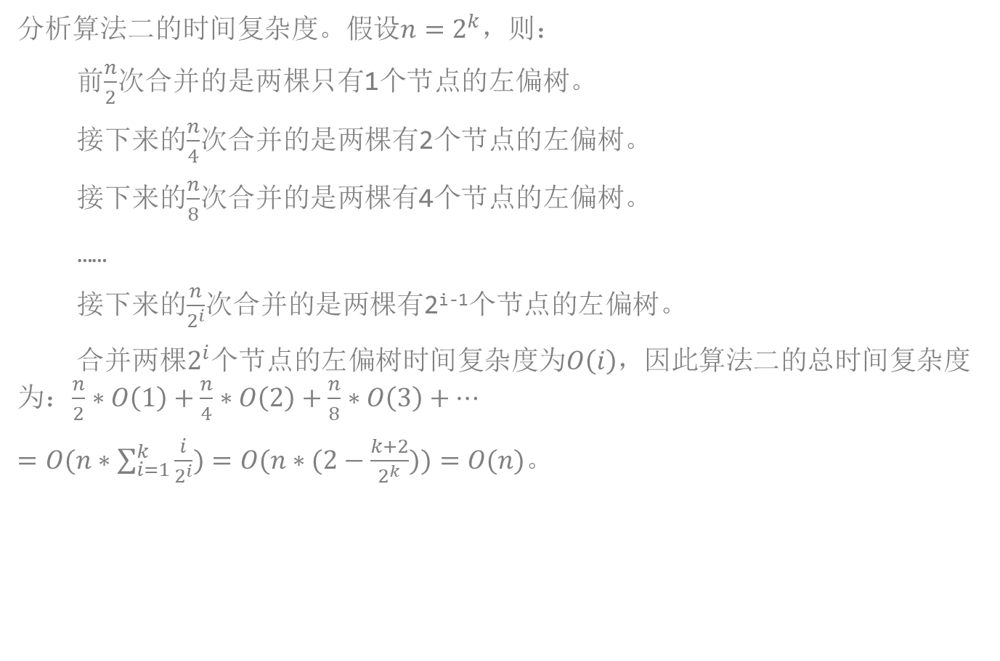 分析算法二的时间复杂度。假设$n = 2^k$，则：
前$\frac{n}{2}$次合并的是两棵只有1个节点的左偏树。
接下来的$\frac{n}{4}$次合并的是两棵有2个节点的左偏树。
接下来的$\frac{n}{8}$次合并的是两棵有4个节点的左偏树。
……
接下来的$\frac{n}{2^i}$次合并的是两棵有$2^{i-1}$个节点的左偏树。
合并两棵$2^i$个节点的左偏树时间复杂度为$O(i)$，因此算法二的总时间复杂度
为：$\frac{n}{2} * O(1) + \frac{n}{4} * O(2) + \frac{n}{8} * O(3) + \cdots$
$= O(n * \sum_{i=1}^{k} \frac{i}{2^i}) = O(n * (2 - \frac{k+2}{2^k})) = O(n)$。